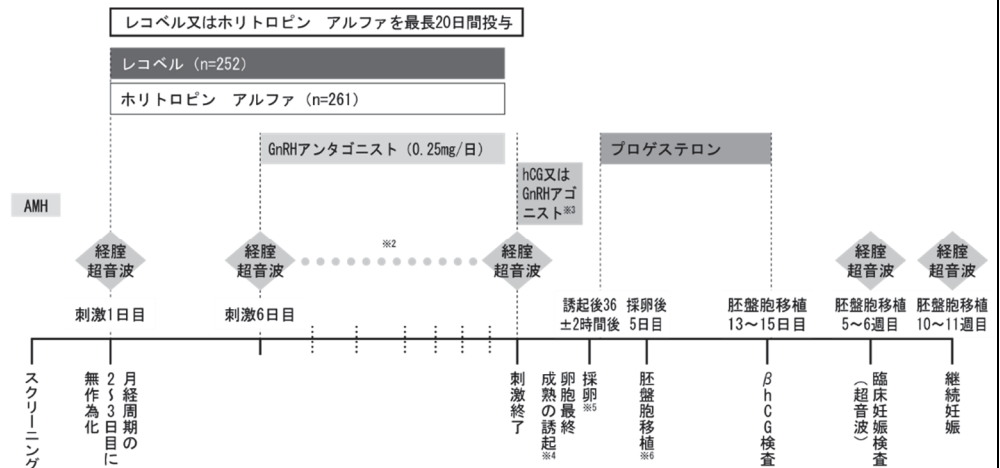 レコベル又はホリトロピン　アルファを最長20日間投与
レコベル（n=252）
ホリトロピン　アルファ（n=261）
GnRHアンタゴニスト（0.25mg/日）
プロゲステロン
hCG又は
GnRHアゴ
ニスト※3
AMH
経腟
超音波
経腟
超音波
※2
経腟
超音波
経腟
超音波
経腟
超音波
刺激1日目
刺激6日目
誘起後36
±2時間後
採卵後
5日目
胚盤胞移植
13〜15日目
胚盤胞移植
5〜6週目
胚盤胞移植
10〜11週目
スクリーニング
月経周期の
2〜3日目に
無作為化
刺激終了
卵胞最終
成熟の誘起※4
採卵※5
胚盤胞移植※6
βhCG検査
臨床妊娠検査
（超音波）
継続妊娠